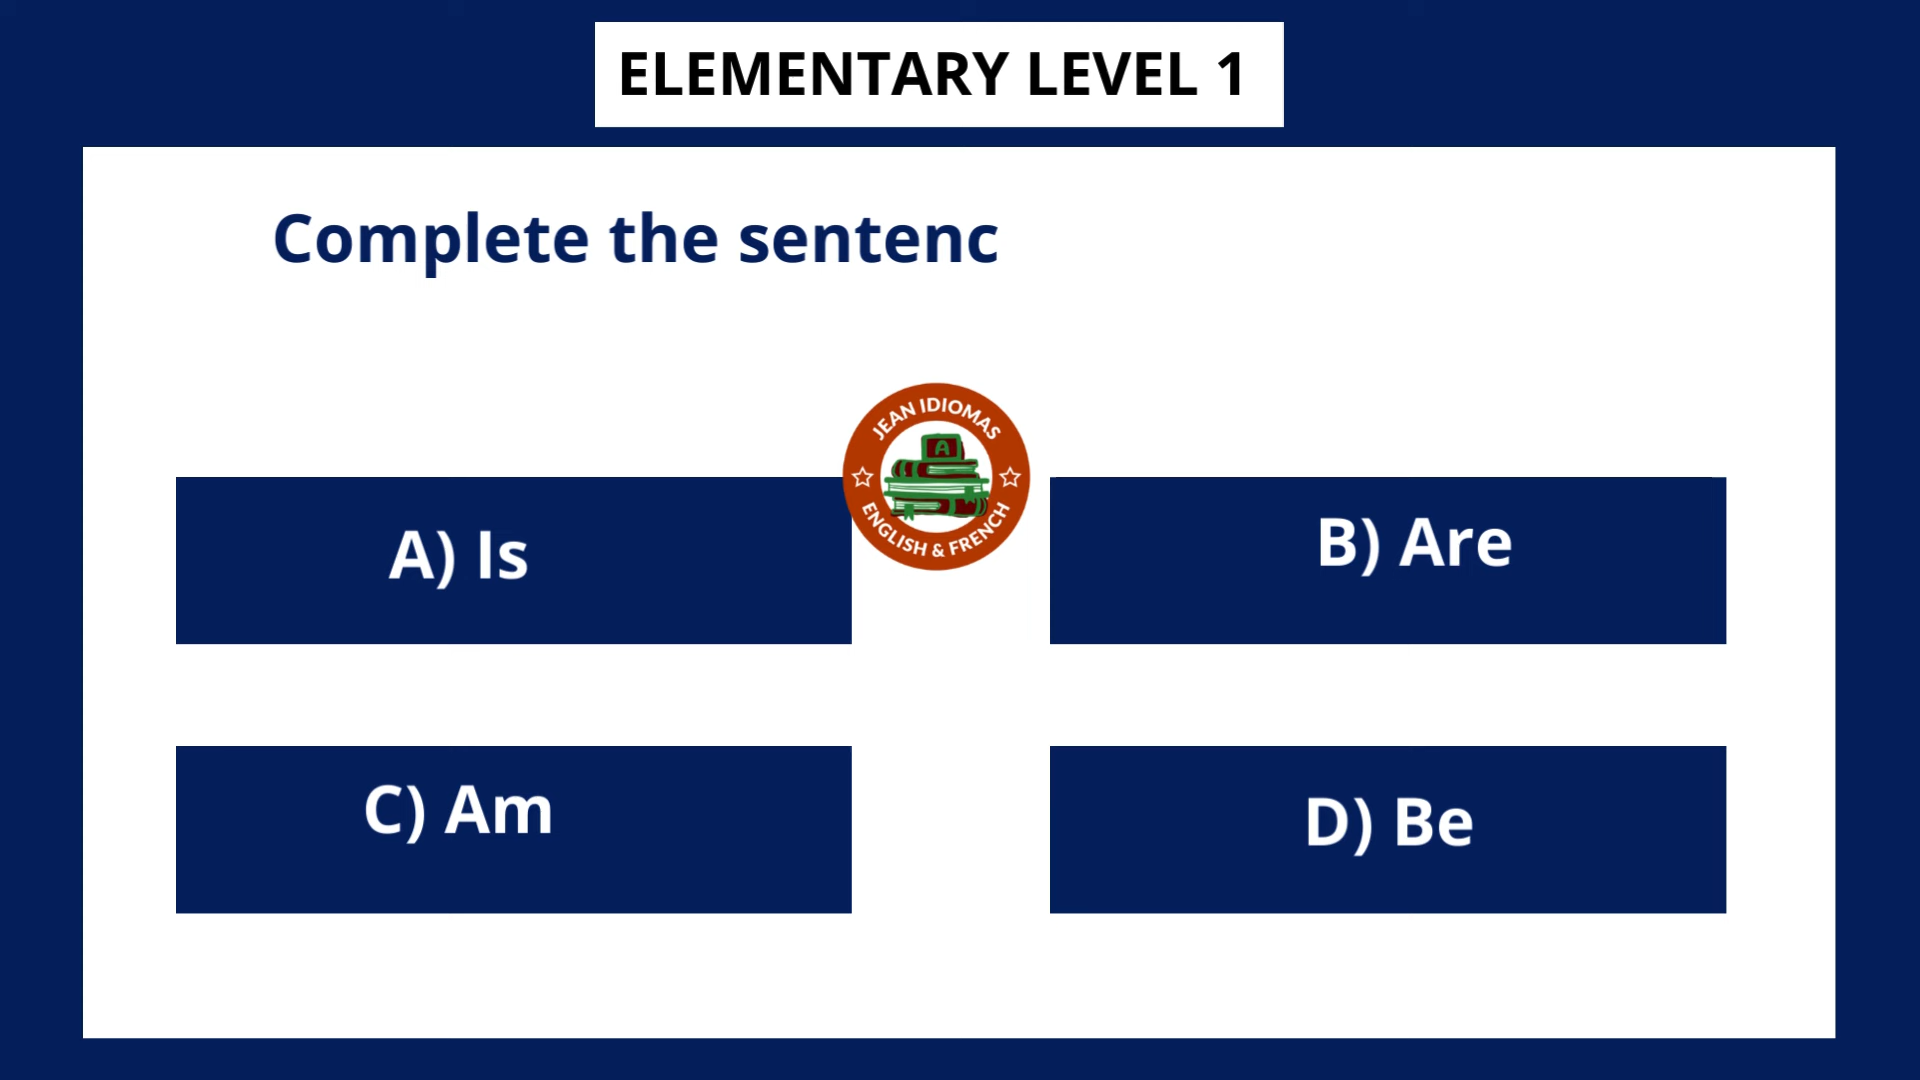 ELEMENTARY LEVEL 1
Complete the sentenc
JEAN IDIOMAS
A
ENGLISH & FRENCH
A) Is
B) Are
C) Am
D) Be